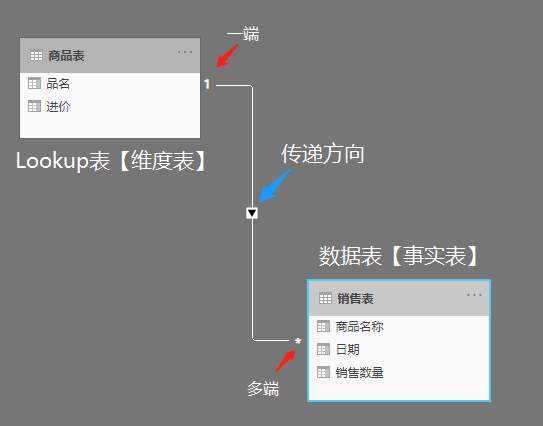 一端
商品表
品名
进价
1
Lookup表【维度表】
传递方向
数据表【事实表】
销售表
商品名称
日期
销售数量
*
多端